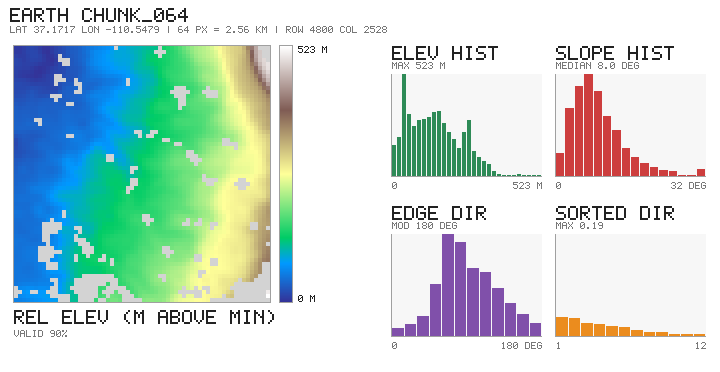 EARTH CHUNK_064
LAT 37.1717 LON -110.5479 | 64 PX = 2.56 KM | ROW 4800 COL 2528
523 M
0 M
REL ELEV (M ABOVE MIN)
VALID 90%
ELEV HIST
MAX 523 M
0 523 M
SLOPE HIST
MEDIAN 8.0 DEG
0 32 DEG
EDGE DIR
MOD 180 DEG
0 180 DEG
SORTED DIR
MAX 0.19
1 12